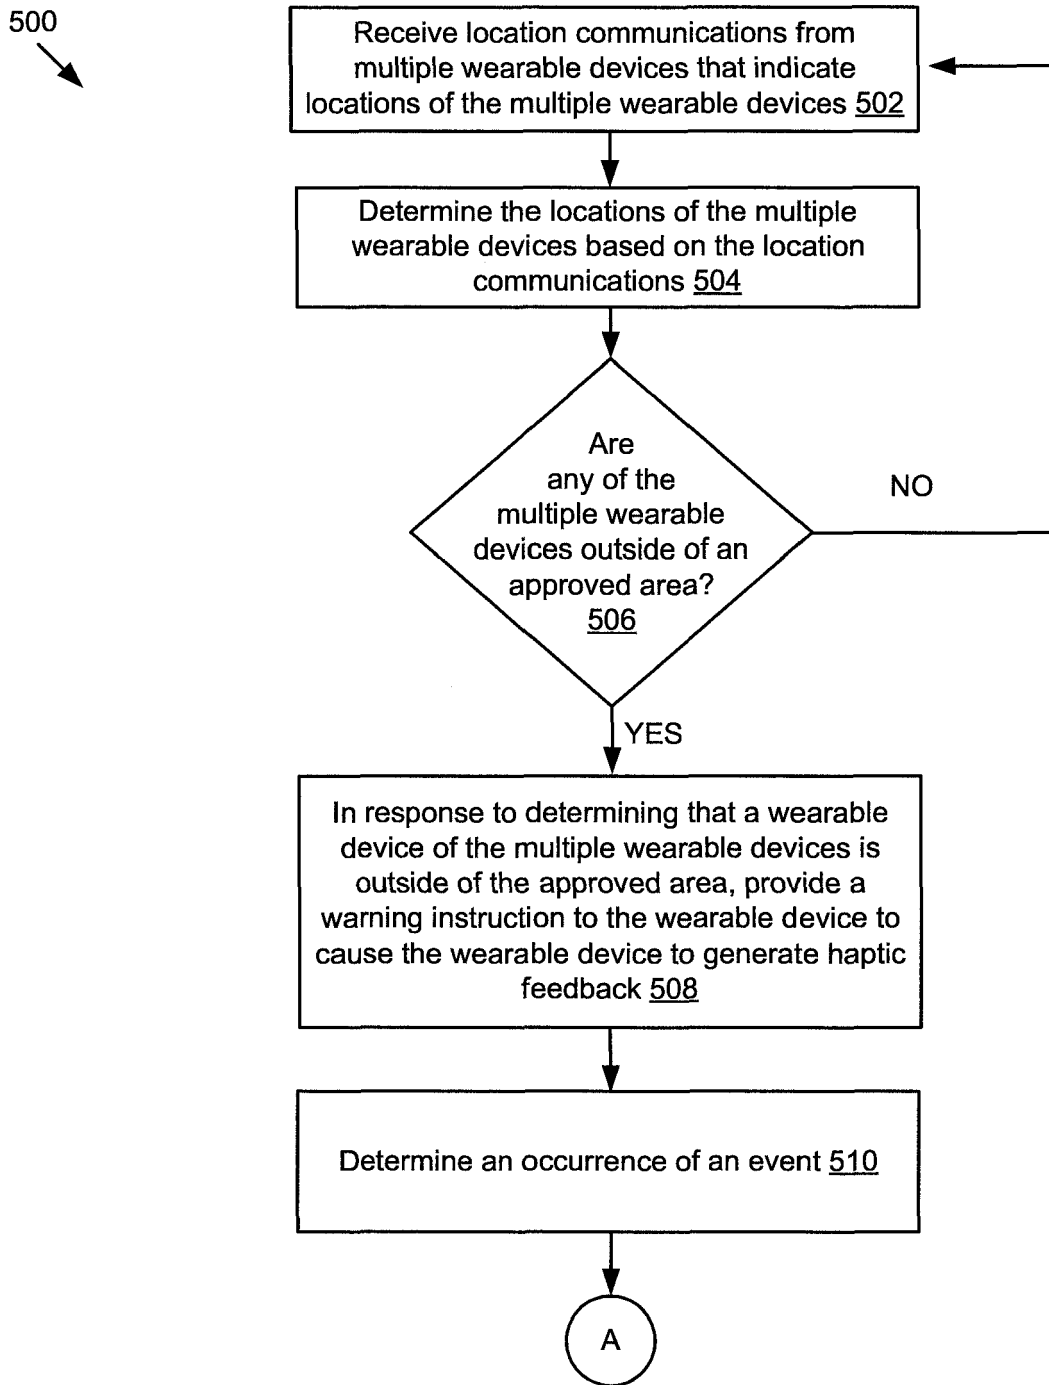 500
Receive location communications from
multiple wearable devices that indicate
locations of the multiple wearable devices 502
Determine the locations of the multiple
wearable devices based on the location
communications 504
Are
any of the
multiple wearable
devices outside of an
approved area?
506
NO
YES
In response to determining that a wearable
device of the multiple wearable devices is
outside of the approved area, provide a
warning instruction to the wearable device to
cause the wearable device to generate haptic
feedback 508
Determine an occurrence of an event 510
A